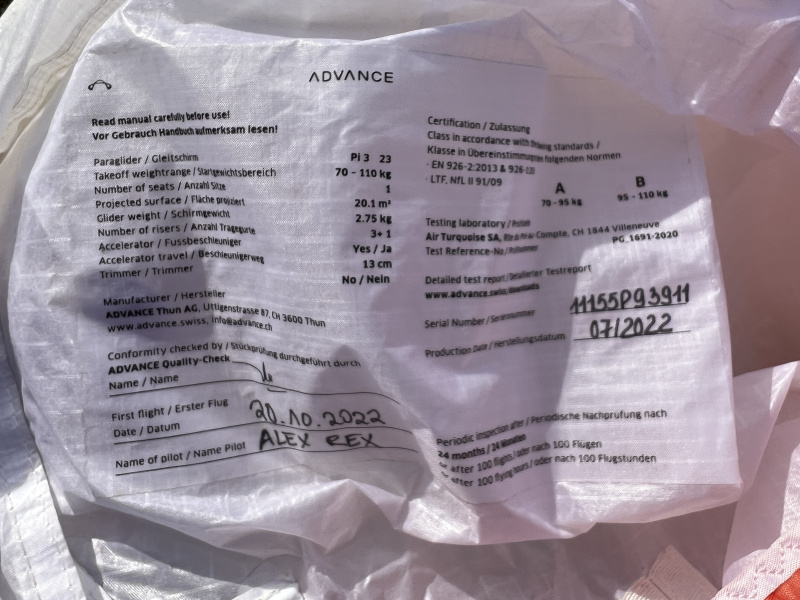 ADVANCE
Read manual carefully before use!
Vor Gebrauch Handbuch aufmerksam lesen!
Paraglider / Gleitschirm Pi 3 23
Takeoff weightrange / Startgewichtsbereich 70 - 110 kg
Number of seats / Anzahl Sitze 1
Projected surface / Fläche projiziert 20.1 m²
Glider weight / Schirmgewicht 2.75 kg
Number of risers / Anzahl Tragegurte 3+ 1
Accelerator / Fussbeschleuniger Yes / Ja
Accelerator travel / Beschleunigerweg 13 cm
Trimmer / Trimmer No / Nein
Manufacturer / Hersteller
ADVANCE Thun AG, Uttigenstrasse 87, CH 3600 Thun
www.advance.swiss, info@advance.ch
Conformity checked by / Stückprüfung durchgeführt durch
ADVANCE Quality-Check
Name / Name
First flight / Erster Flug
Date / Datum 20.10.2022
Name of pilot / Name Pilot ALEX REX
Certification / Zulassung
Class in accordance with following standards /
Klasse in Übereinstimmung folgenden Normen
· EN 926-2:2013 & 926-1
· LTF, NfL II 91/09
A B
70 - 95 kg 95 - 110 kg
Testing laboratory /
Air Turquoise SA, Compte, CH 1844 Villeneuve
Test Reference-No / PG_1691-2020
Detailed test report / Detaillierter Testreport
www.advance.swiss/downloads
Serial Number / Seriennummer 11155P93911
Production Date / Herstellungsdatum 07/2022
Periodic inspection after / Periodische Nachprüfung nach
24 months / 24 Monaten
or after 100 flights / oder nach 100 Flügen
or after 100 flying hours / oder nach 100 Flugstunden